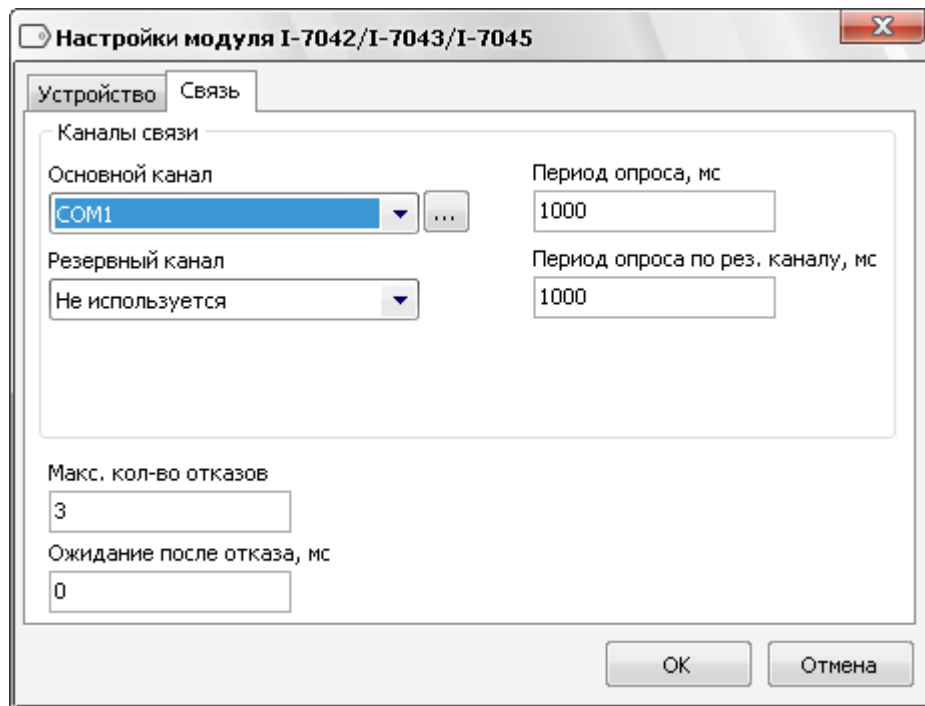 Настройки модуля I-7042/I-7043/I-7045
Устройство
Связь
Каналы связи
Основной канал
COM1
...
Период опроса, мс
1000
Резервный канал
Не используется
Период опроса по рез. каналу, мс
1000
Макс. кол-во отказов
3
Ожидание после отказа, мс
0
OK
Отмена